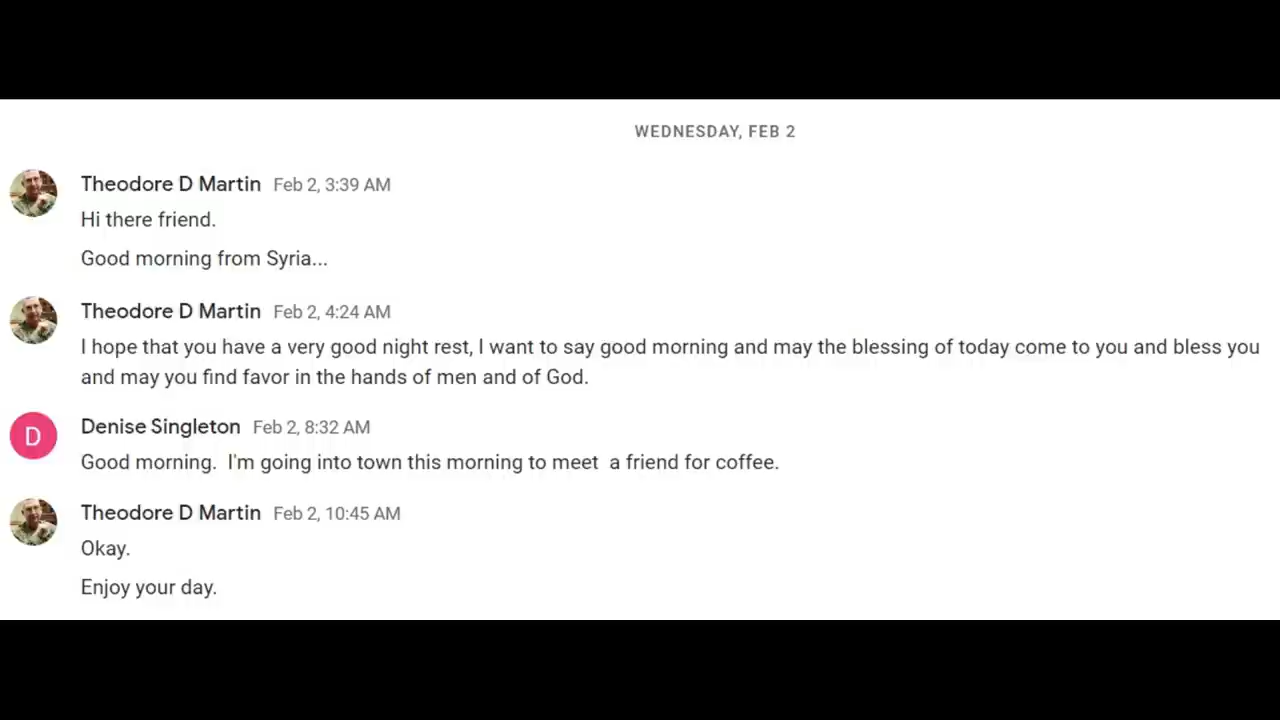 WEDNESDAY, FEB 2
Theodore D Martin Feb 2, 3:39 AM
Hi there friend.
Good morning from Syria...
Theodore D Martin Feb 2, 4:24 AM
I hope that you have a very good night rest, I want to say good morning and may the blessing of today come to you and bless you
and may you find favor in the hands of men and of God.
D
Denise Singleton Feb 2, 8:32 AM
Good morning.  I'm going into town this morning to meet  a friend for coffee.
Theodore D Martin Feb 2, 10:45 AM
Okay.
Enjoy your day.